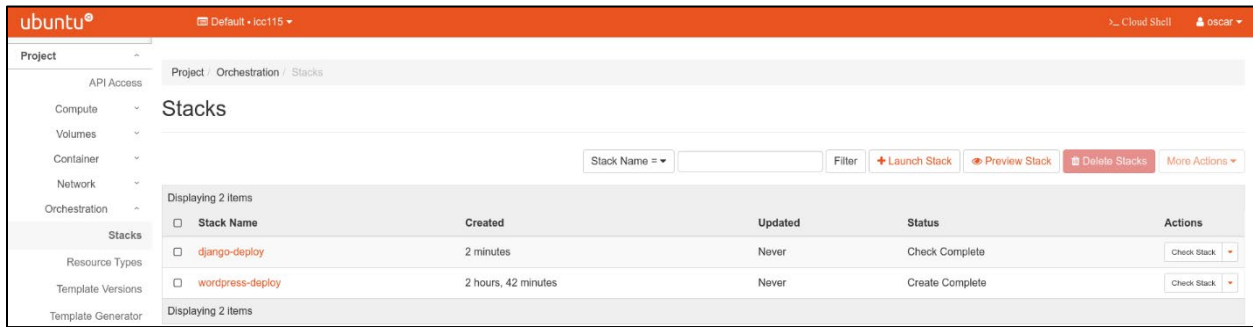 ubuntu® Default • icc115 >_ Cloud Shell oscar
Project
API Access
Compute
Volumes
Container
Network
Orchestration
Stacks
Resource Types
Template Versions
Template Generator
Project / Orchestration / Stacks
Stacks
Stack Name = Filter +Launch Stack Preview Stack Delete Stacks More Actions
Displaying 2 items
Stack Name Created Updated Status Actions
django-deploy 2 minutes Never Check Complete Check Stack
wordpress-deploy 2 hours, 42 minutes Never Create Complete Check Stack
Displaying 2 items